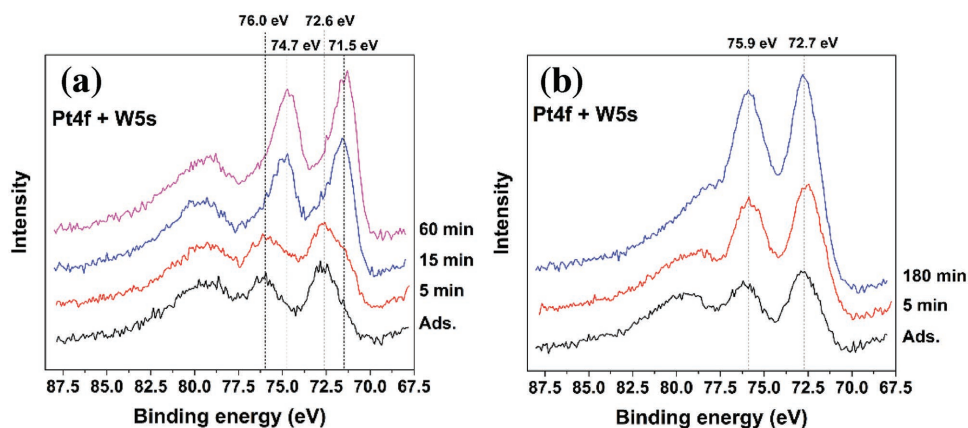 76.0 eV 72.6 eV
74.7 eV 71.5 eV
(a)
Pt4f + W5s
Intensity
60 min
15 min
5 min
Ads.
87.5 85.0 82.5 80.0 77.5 75.0 72.5 70.0 67.5
Binding energy (eV)
75.9 eV 72.7 eV
(b)
Pt4f + W5s
Intensity
180 min
5 min
Ads.
87.5 85.0 82.5 80.0 77.5 75.0 72.5 70.0 67.5
Binding energy (eV)